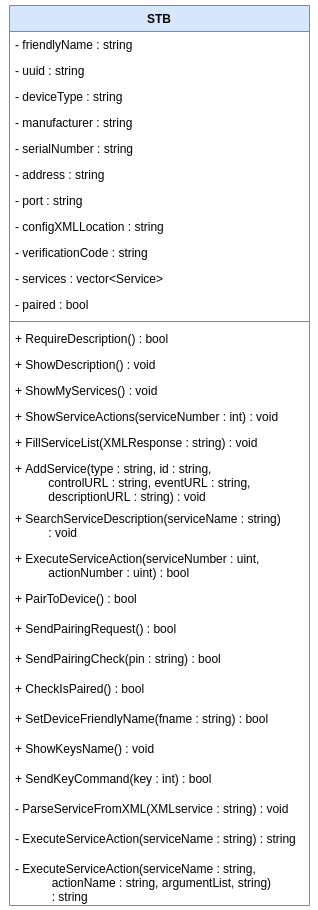 STB
- friendlyName : string
- uuid : string
- deviceType : string
- manufacturer : string
- serialNumber : string
- address : string
- port : string
- configXMLLocation : string
- verificationCode : string
- services : vector<Service>
- paired : bool
+ RequireDescription() : bool
+ ShowDescription() : void
+ ShowMyServices() : void
+ ShowServiceActions(serviceNumber : int) : void
+ FillServiceList(XMLResponse : string) : void
+ AddService(type : string, id : string,
controlURL : string, eventURL : string,
descriptionURL : string) : void
+ SearchServiceDescription(serviceName : string)
: void
+ ExecuteServiceAction(serviceNumber : uint,
actionNumber : uint) : bool
+ PairToDevice() : bool
+ SendPairingRequest() : bool
+ SendPairingCheck(pin : string) : bool
+ CheckIsPaired() : bool
+ SetDeviceFriendlyName(fname : string) : bool
+ ShowKeysName() : void
+ SendKeyCommand(key : int) : bool
- ParseServiceFromXML(XMLservice : string) : void
- ExecuteServiceAction(serviceName : string) : string
- ExecuteServiceAction(serviceName : string,
actionName : string, argumentList, string)
: string